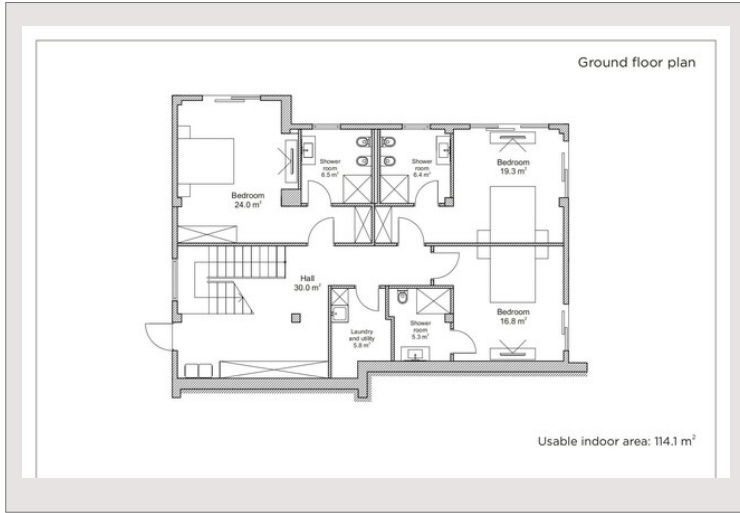 Ground floor plan
Shower
room
6.5 m²
Shower
room
6.4 m²
Bedroom
19.3 m²
Bedroom
24.0 m²
Hall
30.0 m²
Bedroom
16.8 m²
Laundry
and utility
5.8 m²
Shower
room
5.3 m²
Usable indoor area: 114.1 m²